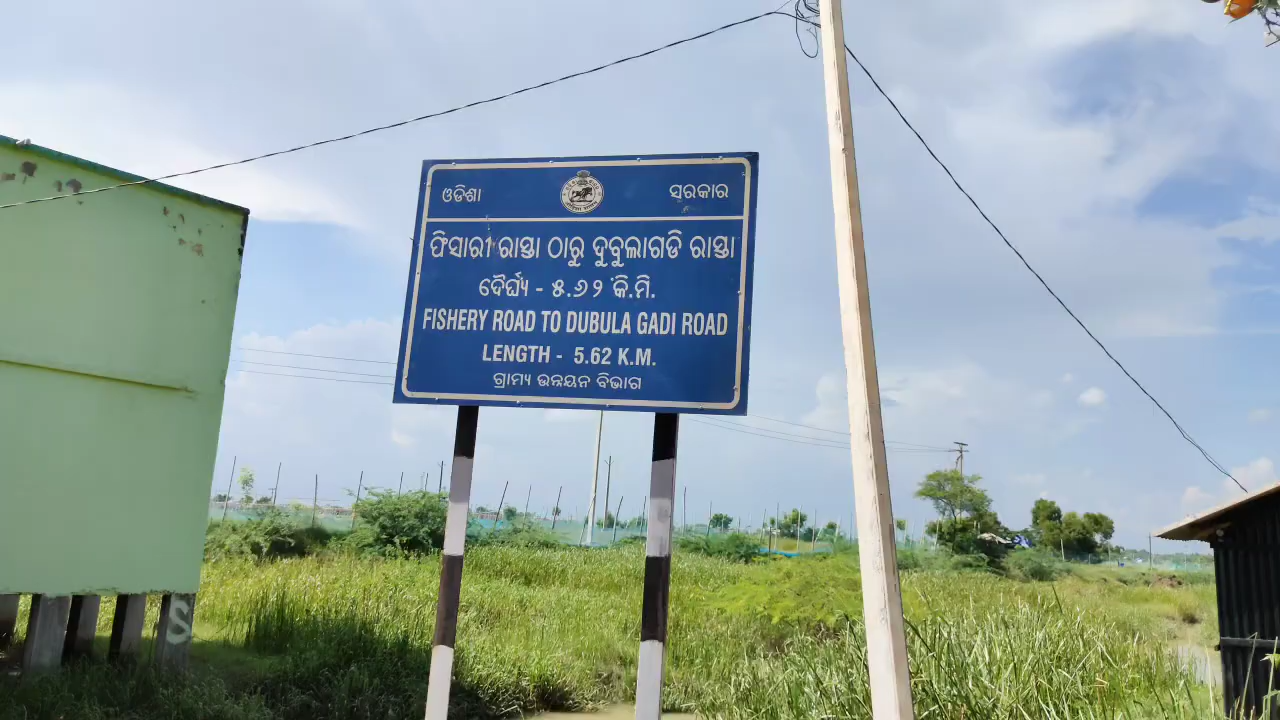 ଓଡିଶା ସରକାର
ଫିସାରୀ ରାସ୍ତା ଠାରୁ ଦୁବୁଲାଗଡି ରାସ୍ତା
ଦୈର୍ଘ୍ୟ - ୫.୬୨ କି.ମି.
FISHERY ROAD TO DUBULA GADI ROAD
LENGTH - 5.62 K.M.
ଗ୍ରାମ୍ୟ ଉନ୍ନୟନ ବିଭାଗ
S